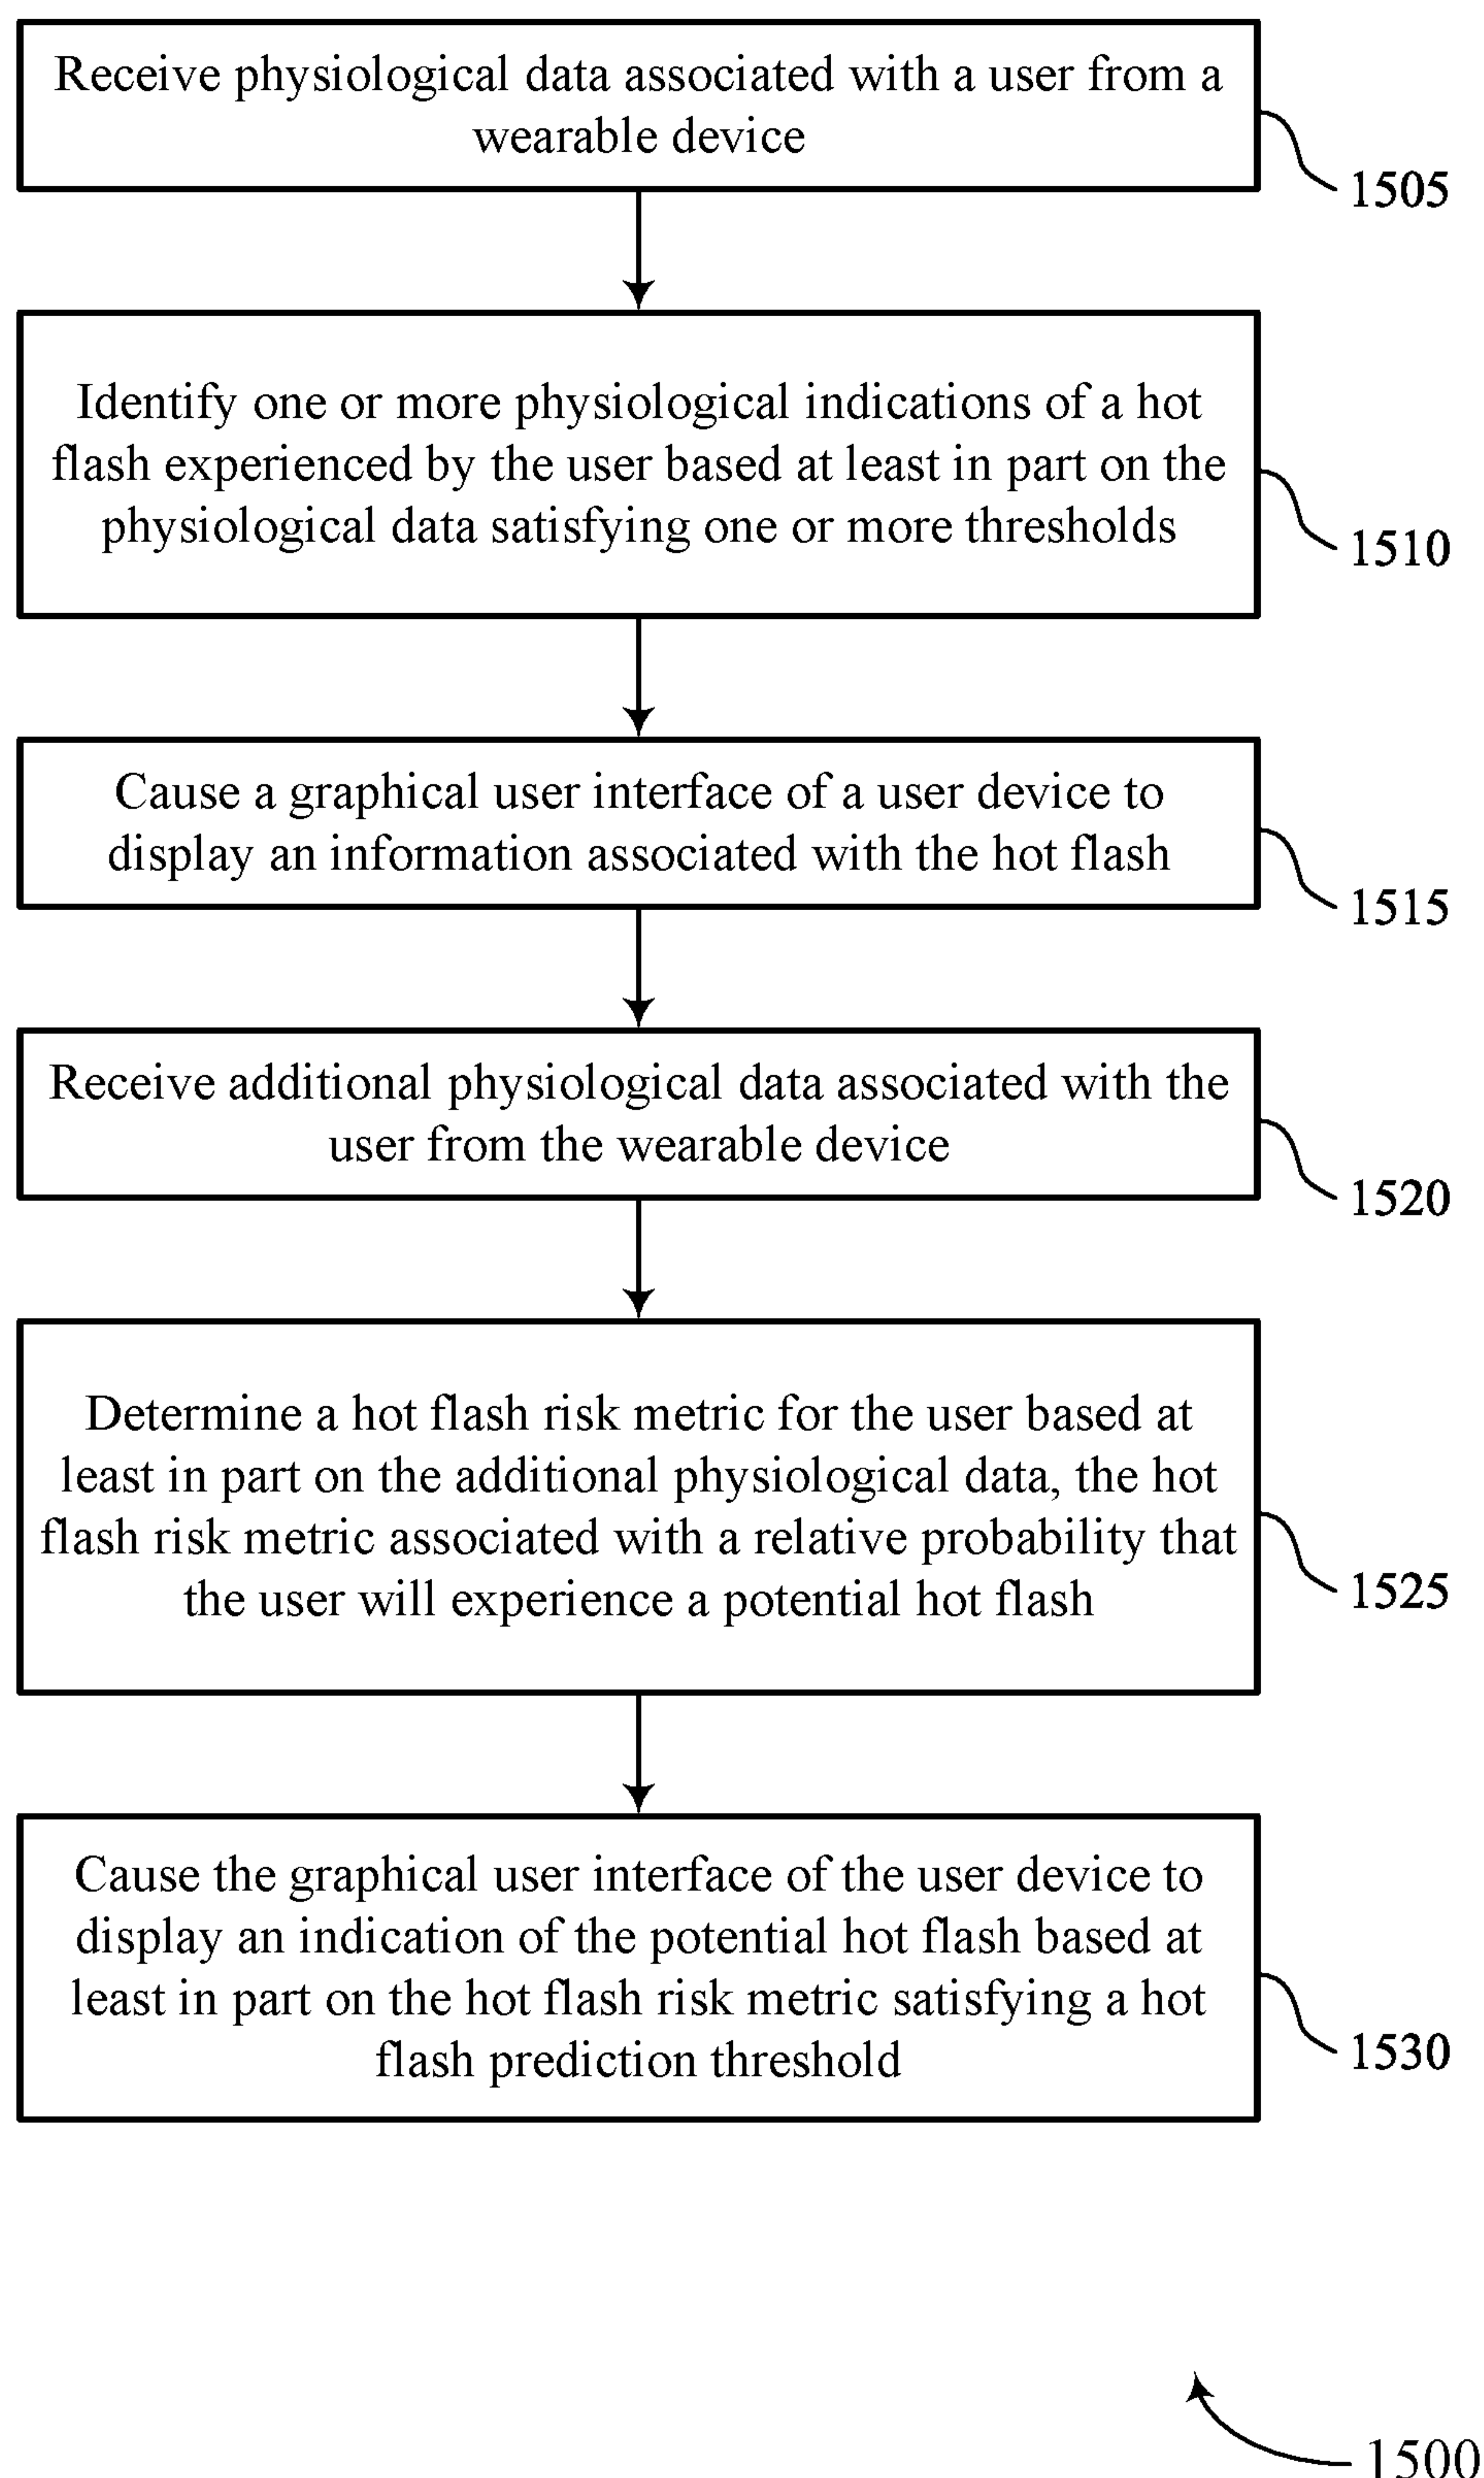 Receive physiological data associated with a user from a
wearable device
1505
Identify one or more physiological indications of a hot
flash experienced by the user based at least in part on the
physiological data satisfying one or more thresholds
1510
Cause a graphical user interface of a user device to
display an information associated with the hot flash
1515
Receive additional physiological data associated with the
user from the wearable device
1520
Determine a hot flash risk metric for the user based at
least in part on the additional physiological data, the hot
flash risk metric associated with a relative probability that
the user will experience a potential hot flash
1525
Cause the graphical user interface of the user device to
display an indication of the potential hot flash based at
least in part on the hot flash risk metric satisfying a hot
flash prediction threshold
1530
1500